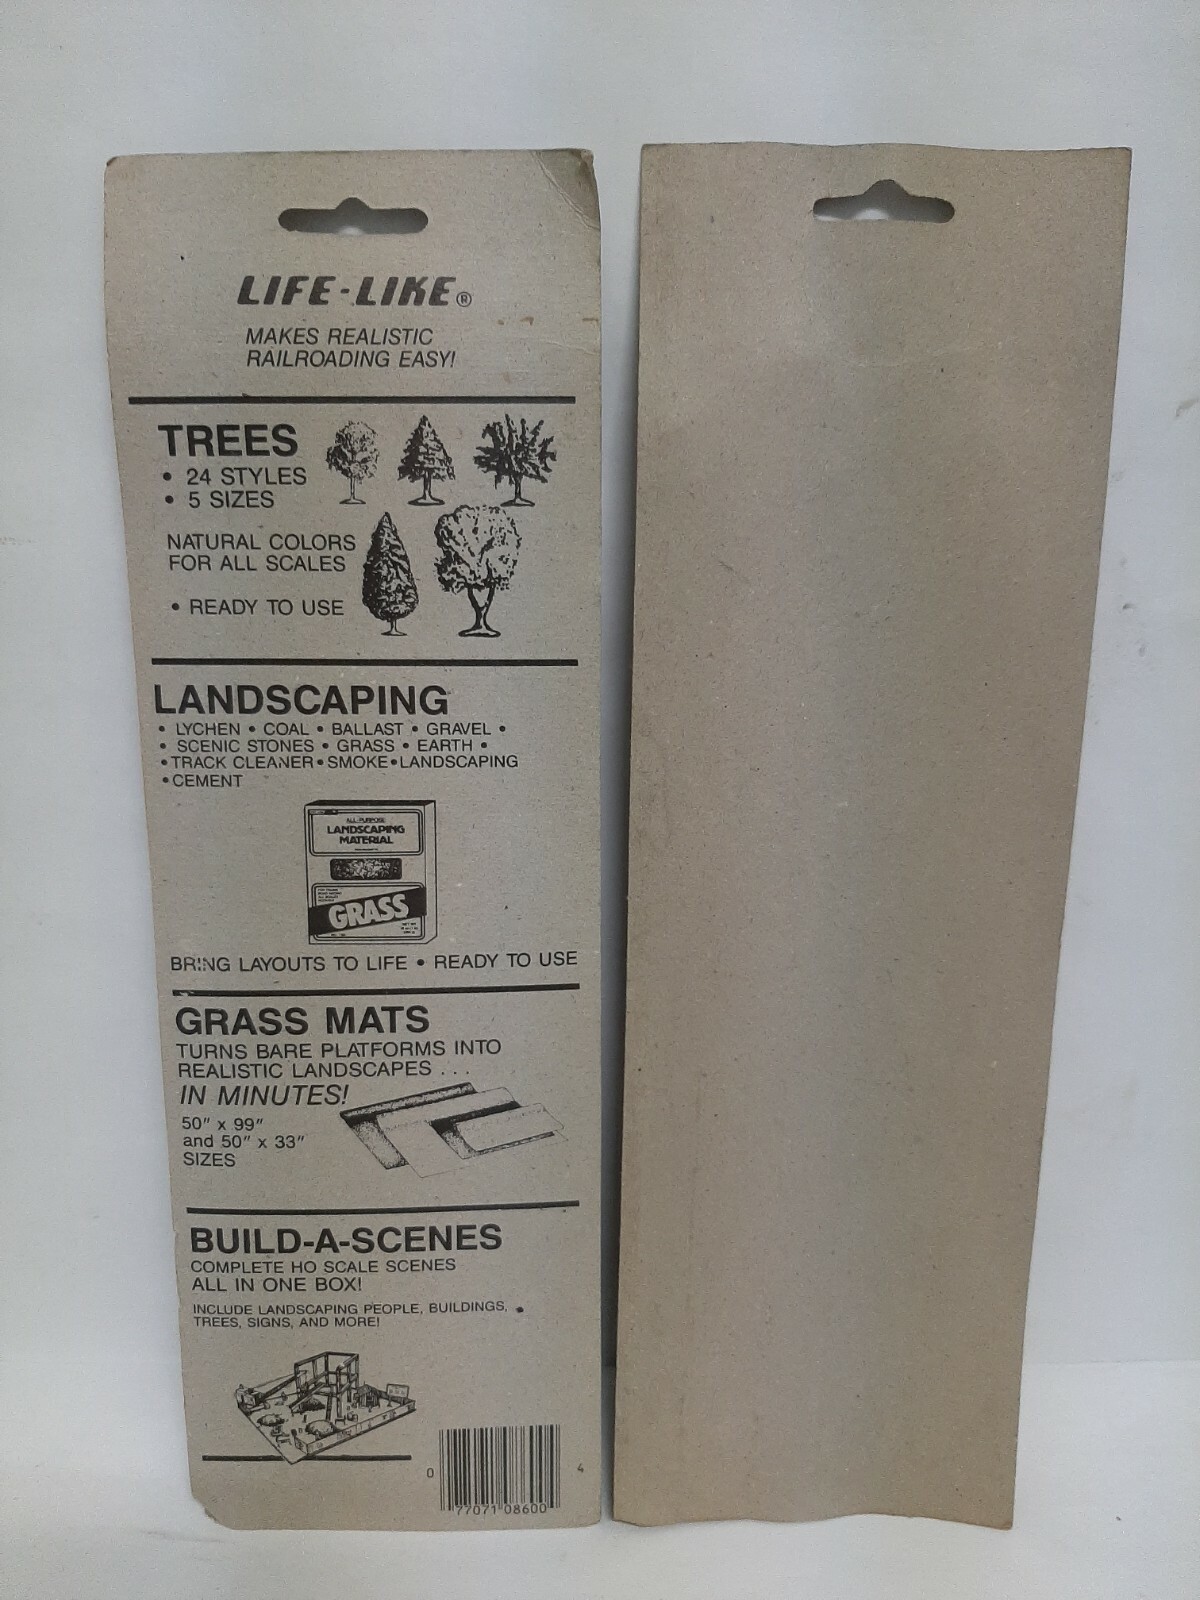 LIFE-LIKE®
MAKES REALISTIC
RAILROADING EASY!
TREES
• 24 STYLES
• 5 SIZES
NATURAL COLORS
FOR ALL SCALES
• READY TO USE
LANDSCAPING
• LYCHEN • COAL • BALLAST • GRAVEL •
• SCENIC STONES • GRASS • EARTH •
• TRACK CLEANER • SMOKE • LANDSCAPING
• CEMENT
ALL-PURPOSE
LANDSCAPING
MATERIAL
GRASS
BRING LAYOUTS TO LIFE • READY TO USE
GRASS MATS
TURNS BARE PLATFORMS INTO
REALISTIC LANDSCAPES . . .
IN MINUTES!
50" x 99"
and 50" x 33"
SIZES
BUILD-A-SCENES
COMPLETE HO SCALE SCENES
ALL IN ONE BOX!
INCLUDE LANDSCAPING PEOPLE, BUILDINGS,
TREES, SIGNS, AND MORE!
0 77071 08600 4